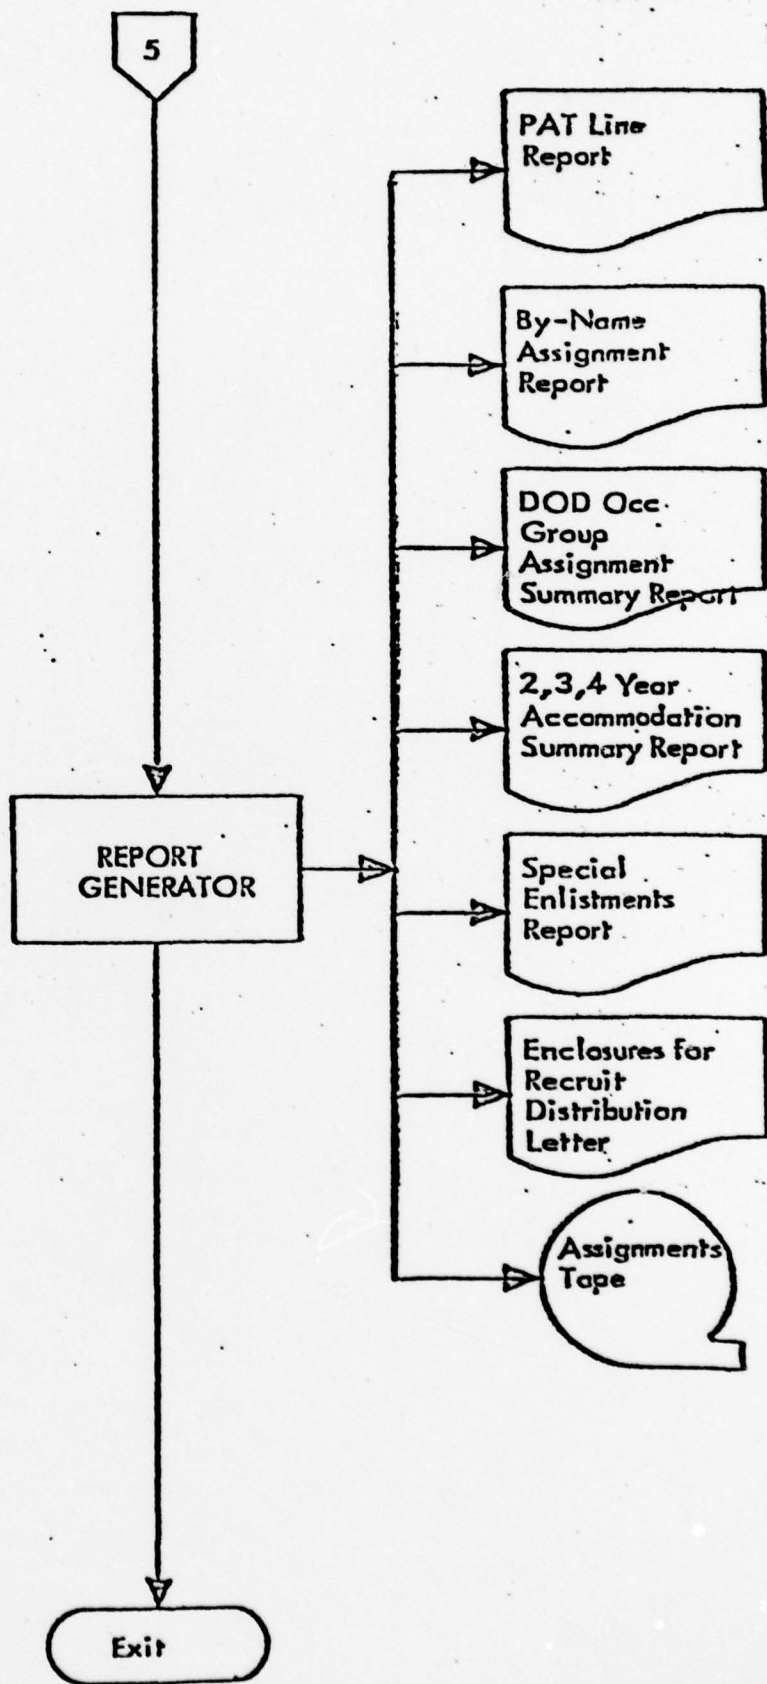 5
PAT Line
Report
By-Name
Assignment
Report
DOD Occ.
Group
Assignment
Summary Report
2,3,4 Year
Accommodation
Summary Report
REPORT
GENERATOR
Special
Enlistments
Report
Enclosures for
Recruit
Distribution
Letter
Assignments
Tape
Exit